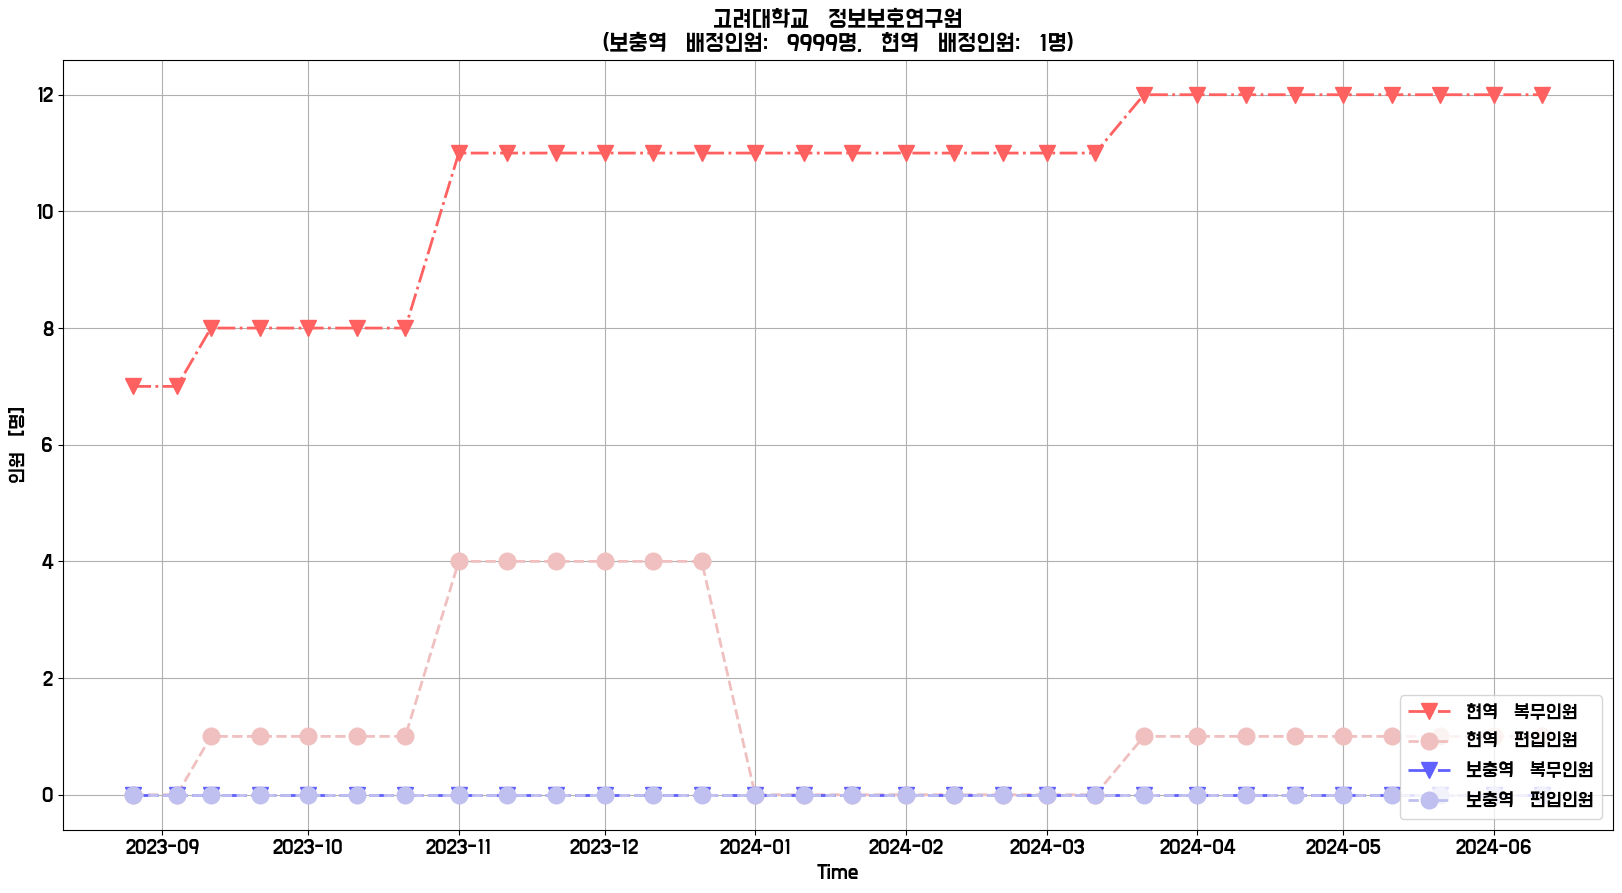 고려대학교 정보보호연구원
(보충역 배정인원: 9999명, 현역 배정인원: 1명)
12
10
8
6
4
2
0
인원 [명]
2023-09 2023-10 2023-11 2023-12 2024-01 2024-02 2024-03 2024-04 2024-05 2024-06
Time
현역 복무인원
현역 편입인원
보충역 복무인원
보충역 편입인원